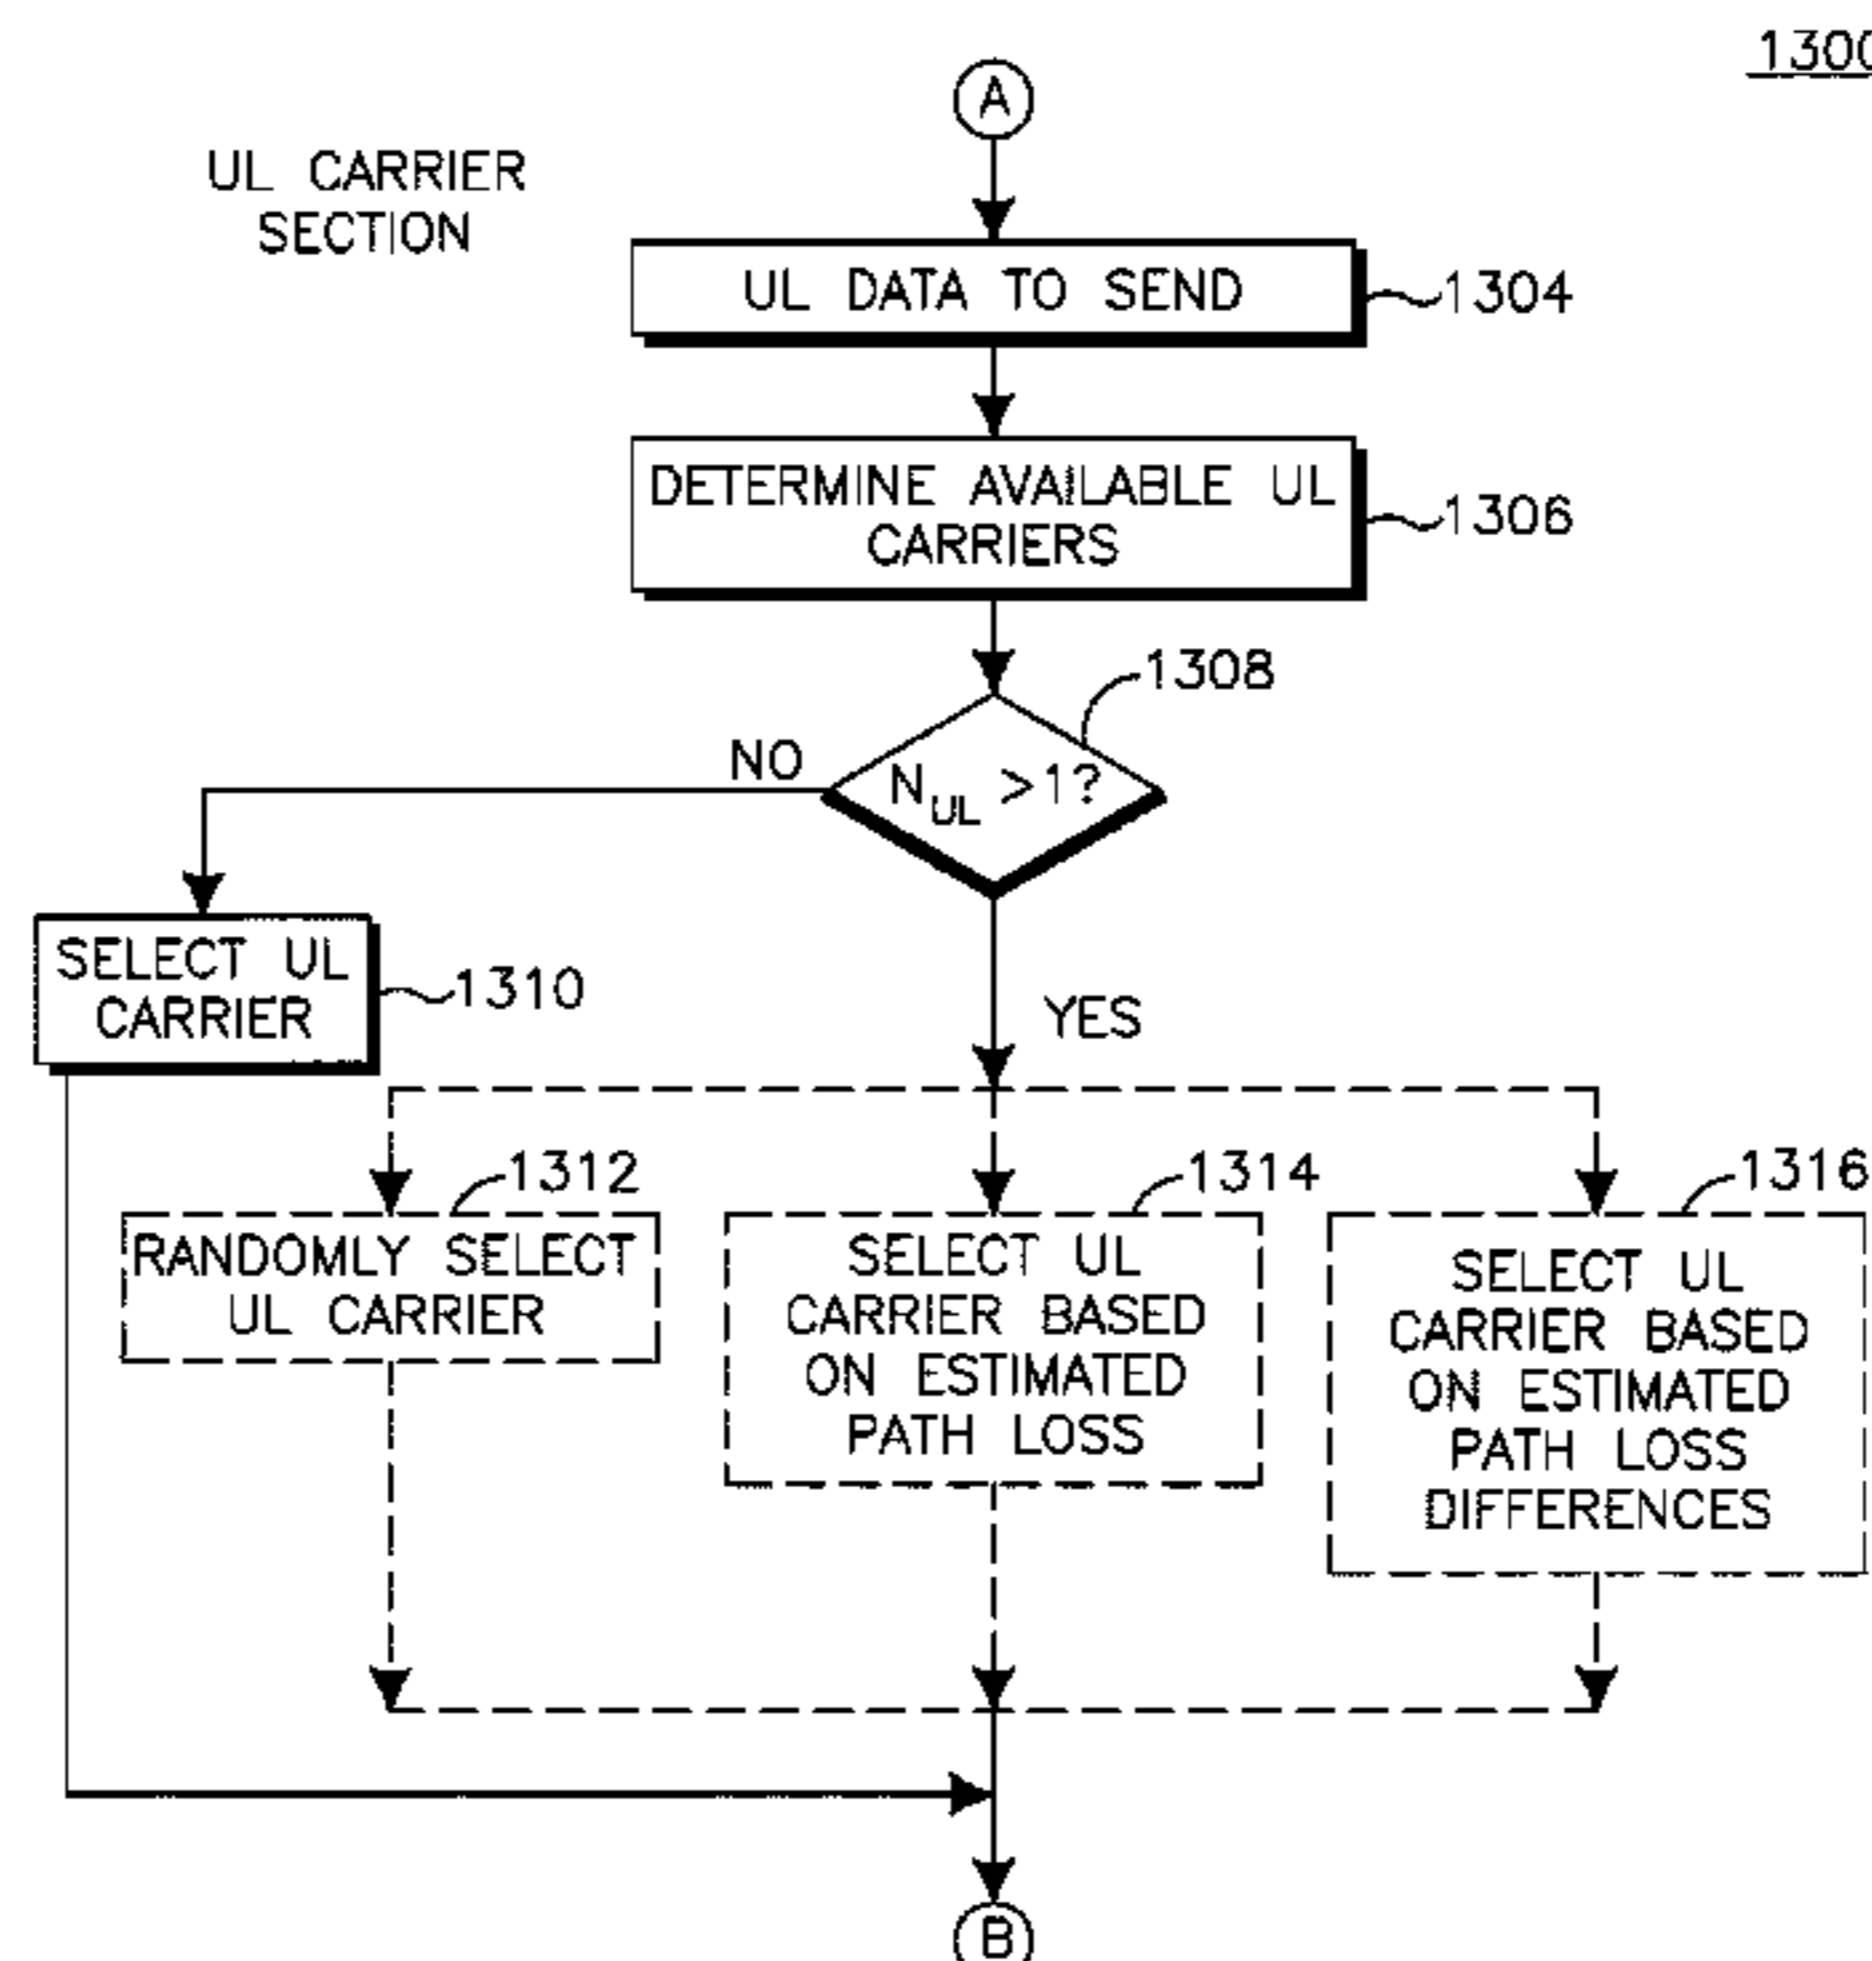 1300
A
UL CARRIER
SECTION
UL DATA TO SEND
1304
DETERMINE AVAILABLE UL
CARRIERS
1306
1308
NO
N_UL >1?
SELECT UL
CARRIER
1310
YES
1312
RANDOMLY SELECT
UL CARRIER
1314
SELECT UL
CARRIER BASED
ON ESTIMATED
PATH LOSS
1316
SELECT UL
CARRIER BASED
ON ESTIMATED
PATH LOSS
DIFFERENCES
B